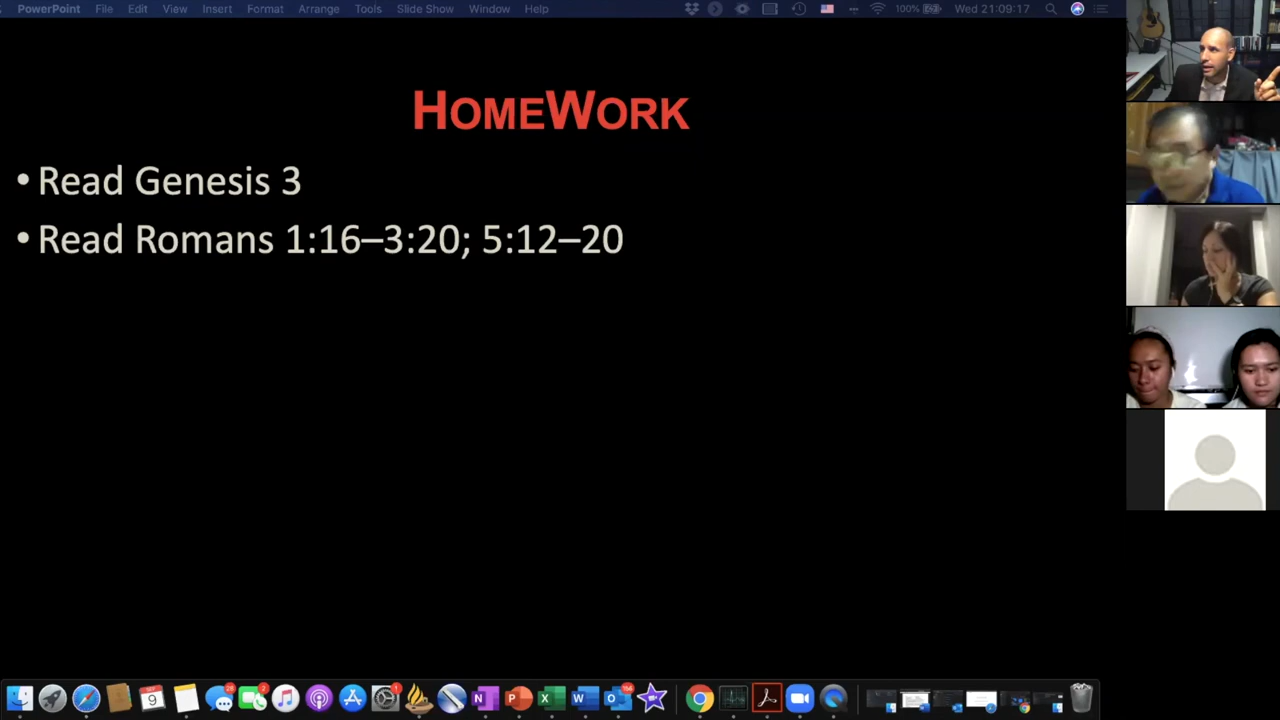 PowerPoint File Edit View Insert Format Arrange Tools Slide Show Window Help 100% Wed 21:09:17
HOMEWORK
• Read Genesis 3
• Read Romans 1:16–3:20; 5:12–20
9